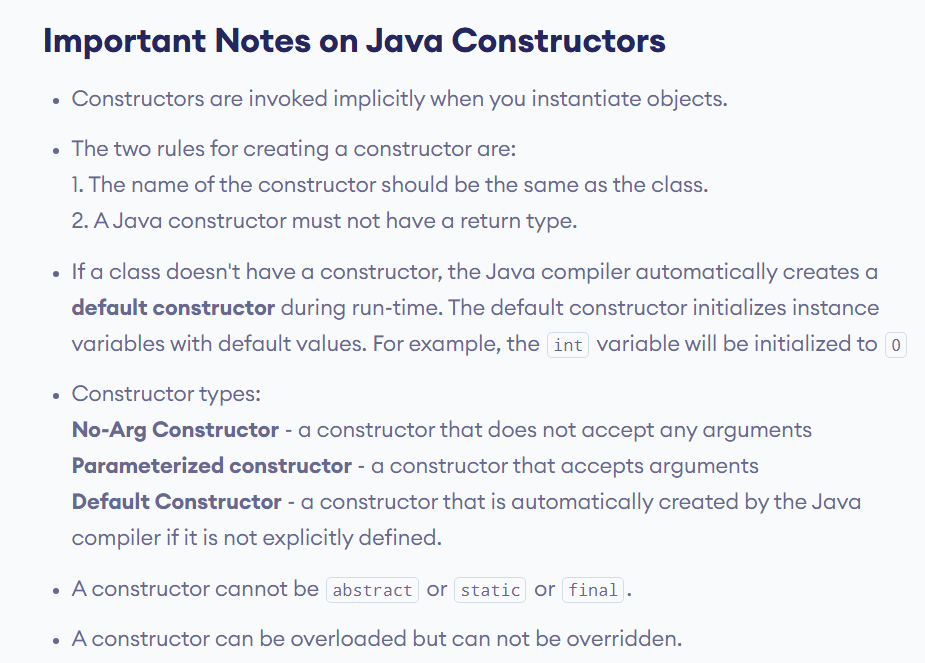 Important Notes on Java Constructors
• Constructors are invoked implicitly when you instantiate objects.
• The two rules for creating a constructor are:
1. The name of the constructor should be the same as the class.
2. A Java constructor must not have a return type.
• If a class doesn't have a constructor, the Java compiler automatically creates a
default constructor during run-time. The default constructor initializes instance
variables with default values. For example, the int variable will be initialized to 0
• Constructor types:
No-Arg Constructor - a constructor that does not accept any arguments
Parameterized constructor - a constructor that accepts arguments
Default Constructor - a constructor that is automatically created by the Java
compiler if it is not explicitly defined.
• A constructor cannot be abstract or static or final.
• A constructor can be overloaded but can not be overridden.